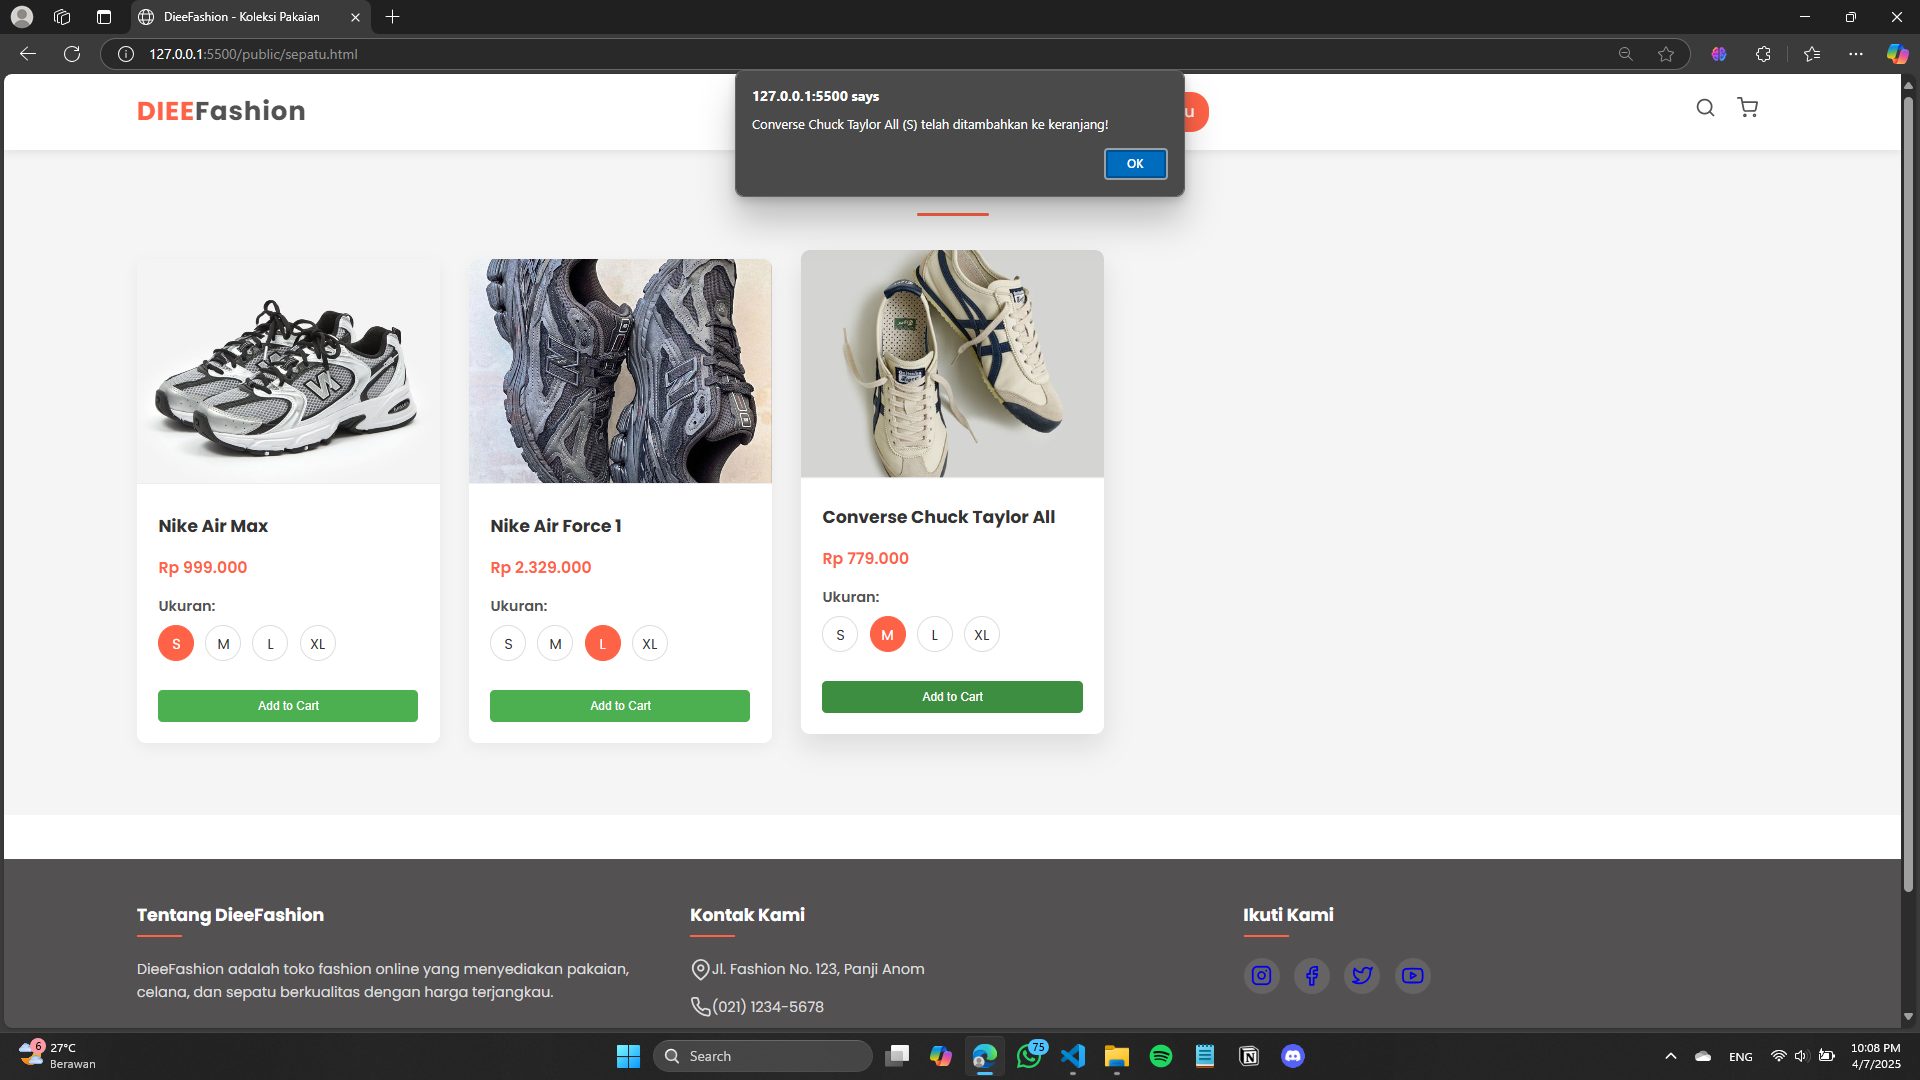 DieeFashion - Koleksi Pakaian
127.0.0.1:5500/public/sepatu.html
127.0.0.1:5500 says
Converse Chuck Taylor All (S) telah ditambahkan ke keranjang!
OK
DIEEFashion
u
Nike Air Max
Rp 999.000
Ukuran:
S M L XL
Add to Cart
Nike Air Force 1
Rp 2.329.000
Ukuran:
S M L XL
Add to Cart
Converse Chuck Taylor All
Rp 779.000
Ukuran:
S M L XL
Add to Cart
Tentang DieeFashion
DieeFashion adalah toko fashion online yang menyediakan pakaian,
celana, dan sepatu berkualitas dengan harga terjangkau.
Kontak Kami
Jl. Fashion No. 123, Panji Anom
(021) 1234-5678
Ikuti Kami
6
27°C
Berawan
Search
75
ENG
10:08 PM
4/7/2025